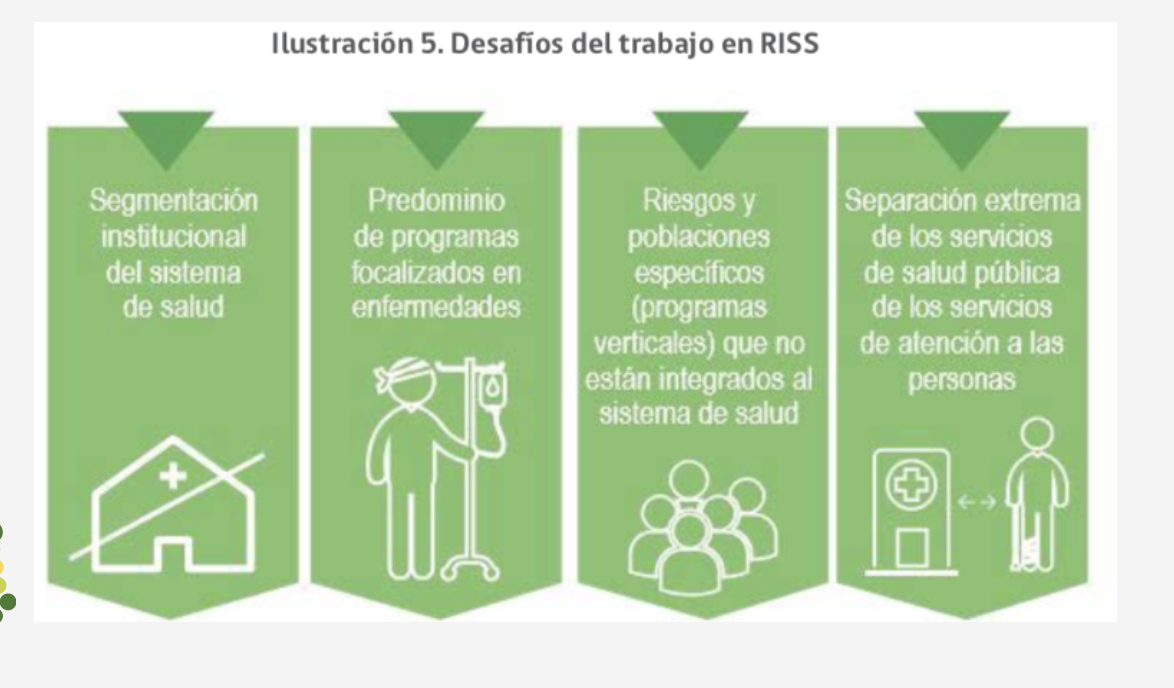 Ilustración 5. Desafíos del trabajo en RISS
Segmentación
institucional
del sistema
de salud
Predominio
de programas
focalizados en
enfermedades
Riesgos y
poblaciones
específicos
(programas
verticales) que no
están integrados al
sistema de salud
Separación extrema
de los servicios
de salud pública
de los servicios
de atención a las
personas